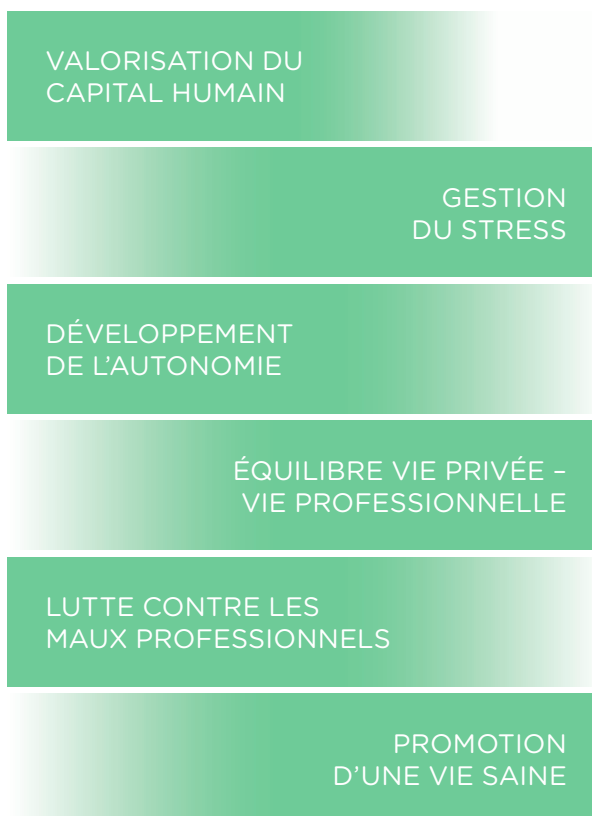 VALORISATION DU
CAPITAL HUMAIN
GESTION
DU STRESS
DÉVELOPPEMENT
DE L’AUTONOMIE
ÉQUILIBRE VIE PRIVÉE –
VIE PROFESSIONNELLE
LUTTE CONTRE LES
MAUX PROFESSIONNELS
PROMOTION
D’UNE VIE SAINE